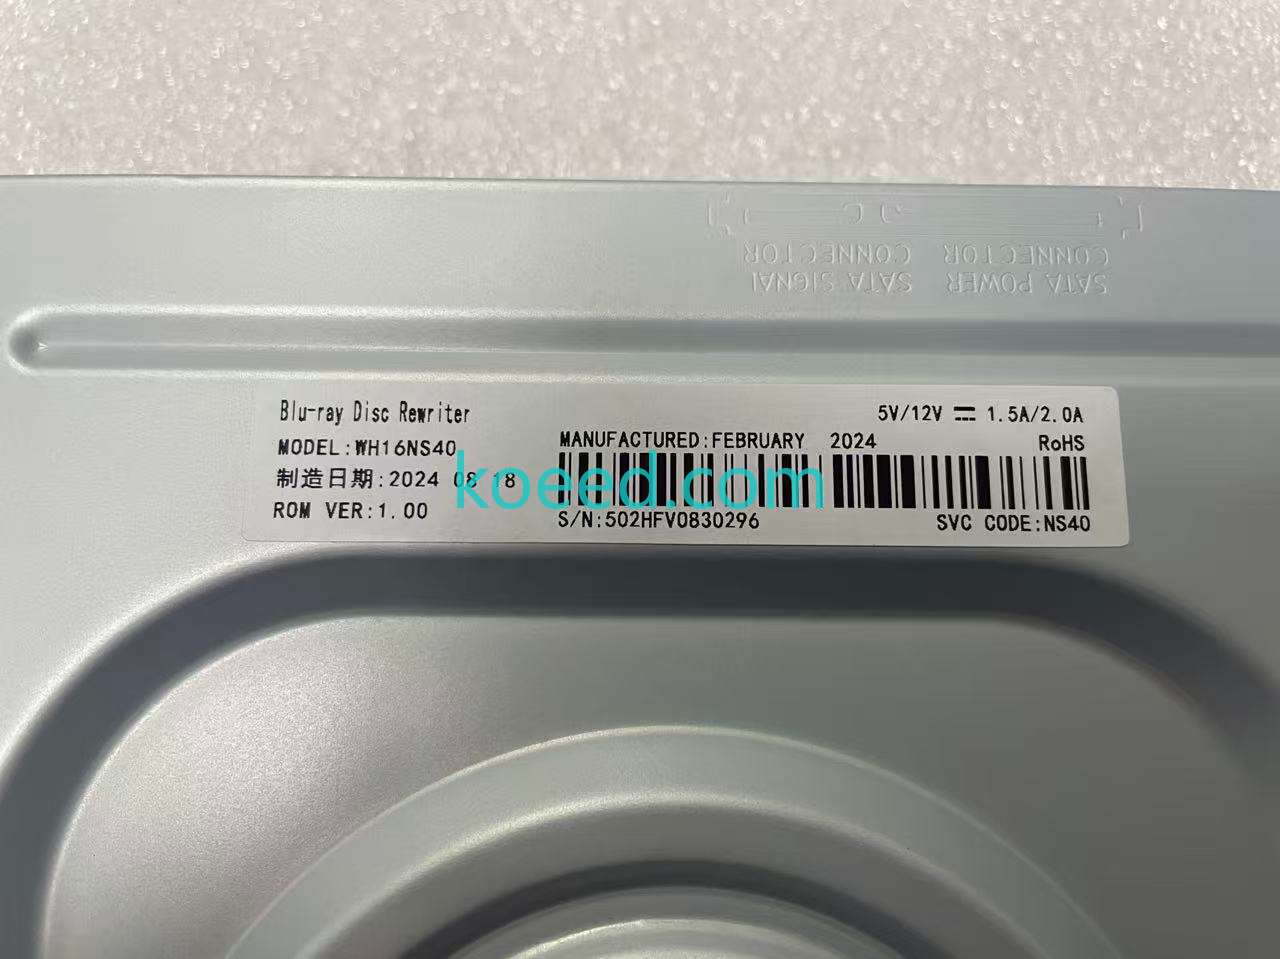 SATA POWER CONNECTOR
SATA SIGNAL CONNECTOR
Blu-ray Disc Rewriter
5V/12V ⎓ 1.5A/2.0A
MODEL:WH16NS40
MANUFACTURED:FEBRUARY 2024
RoHS
制造日期:2024 08 18
koeed.com
ROM VER:1.00
S/N:502HFV0830296
SVC CODE:NS40